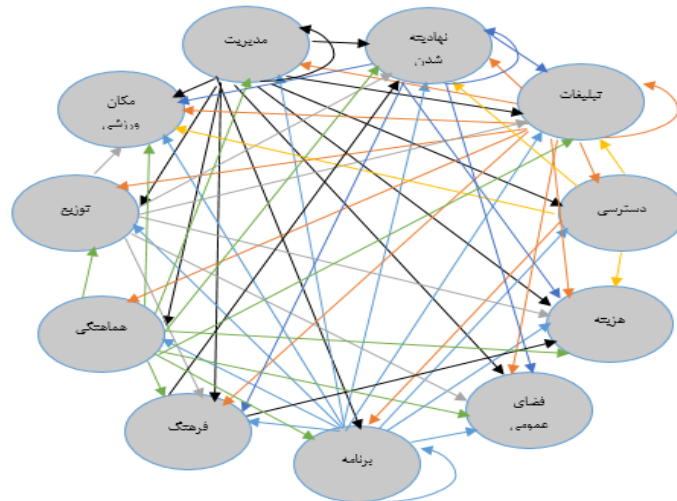 مدیریت
نهادینه
شدن
تبلیغات
مکان
ورزشی
توزیع
دسترسی
هماهنگی
هزینه
فضای
عمومی
فرهنگ
برنامه